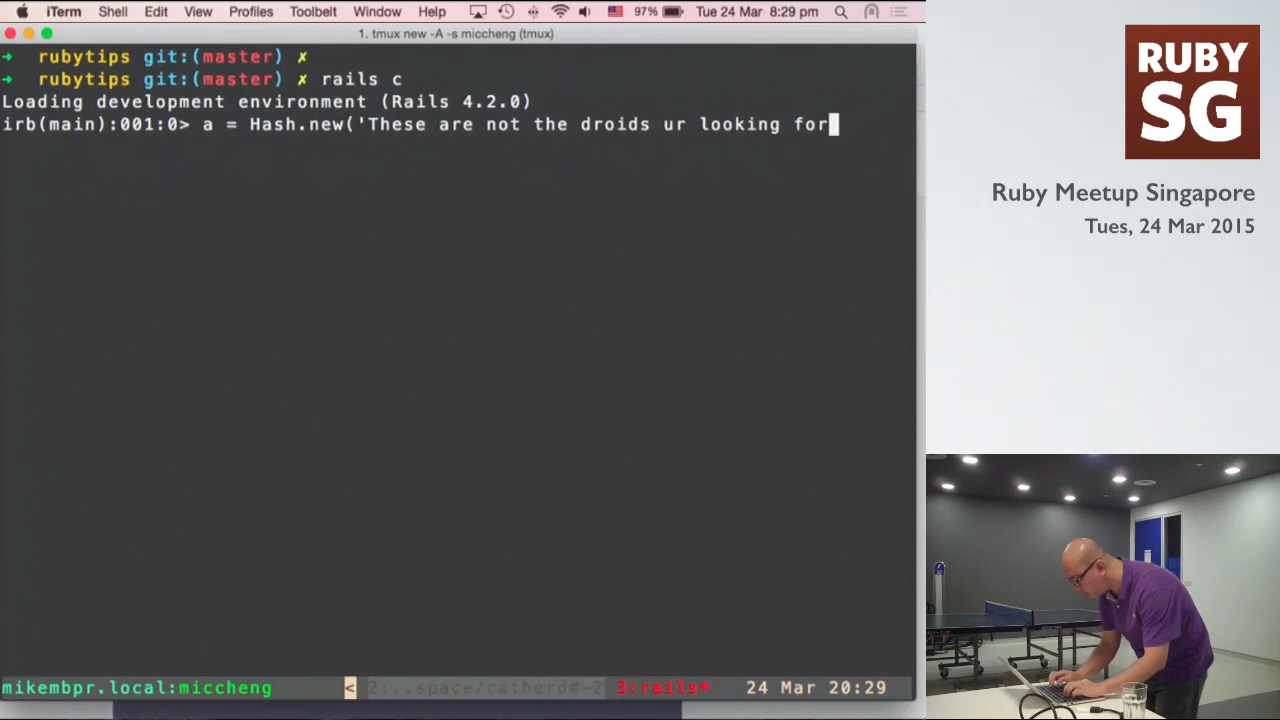 iTerm Shell Edit View Profiles Toolbelt Window Help 97% Tue 24 Mar 8:29 pm
1. tmux new -A -s miccheng (tmux)
→ rubytips git:(master) ✗
→ rubytips git:(master) ✗ rails c
Loading development environment (Rails 4.2.0)
irb(main):001:0> a = Hash.new('These are not the droids ur looking for
mikembpr.local:miccheng < 2:..space/catherd#-Z 3:rails* 24 Mar 20:29
RUBY
SG
Ruby Meetup Singapore
Tues, 24 Mar 2015